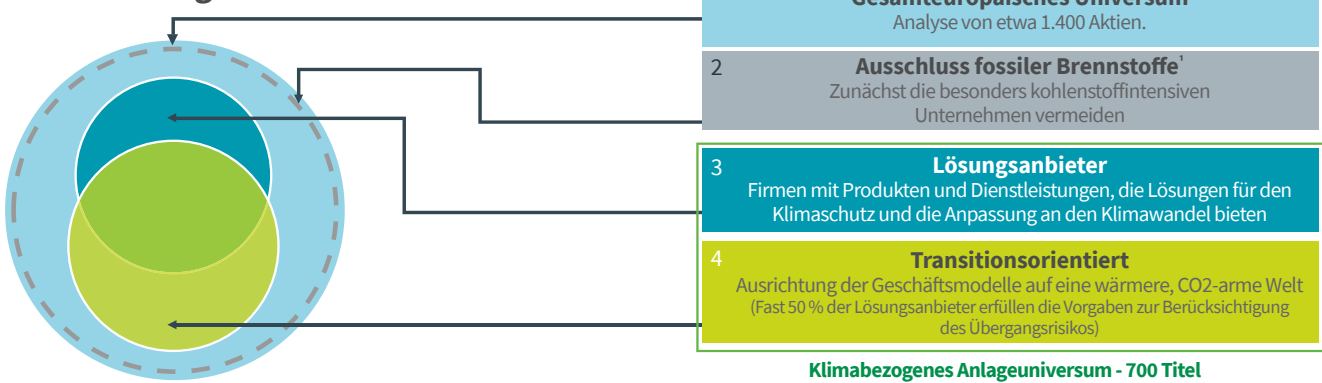 Gesamteuropäisches Universum
Analyse von etwa 1.400 Aktien.
2
Ausschluss fossiler Brennstoffe¹
Zunächst die besonders kohlenstoffintensiven
Unternehmen vermeiden
3
Lösungsanbieter
Firmen mit Produkten und Dienstleistungen, die Lösungen für den
Klimaschutz und die Anpassung an den Klimawandel bieten
4
Transitionsorientiert
Ausrichtung der Geschäftsmodelle auf eine wärmere, CO2-arme Welt
(Fast 50 % der Lösungsanbieter erfüllen die Vorgaben zur Berücksichtigung
des Übergangsrisikos)
Klimabezogenes Anlageuniversum - 700 Titel